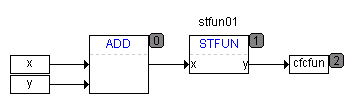 stfun01
ADD 0
STFUN 1
x
x y
cfcfun 2
y